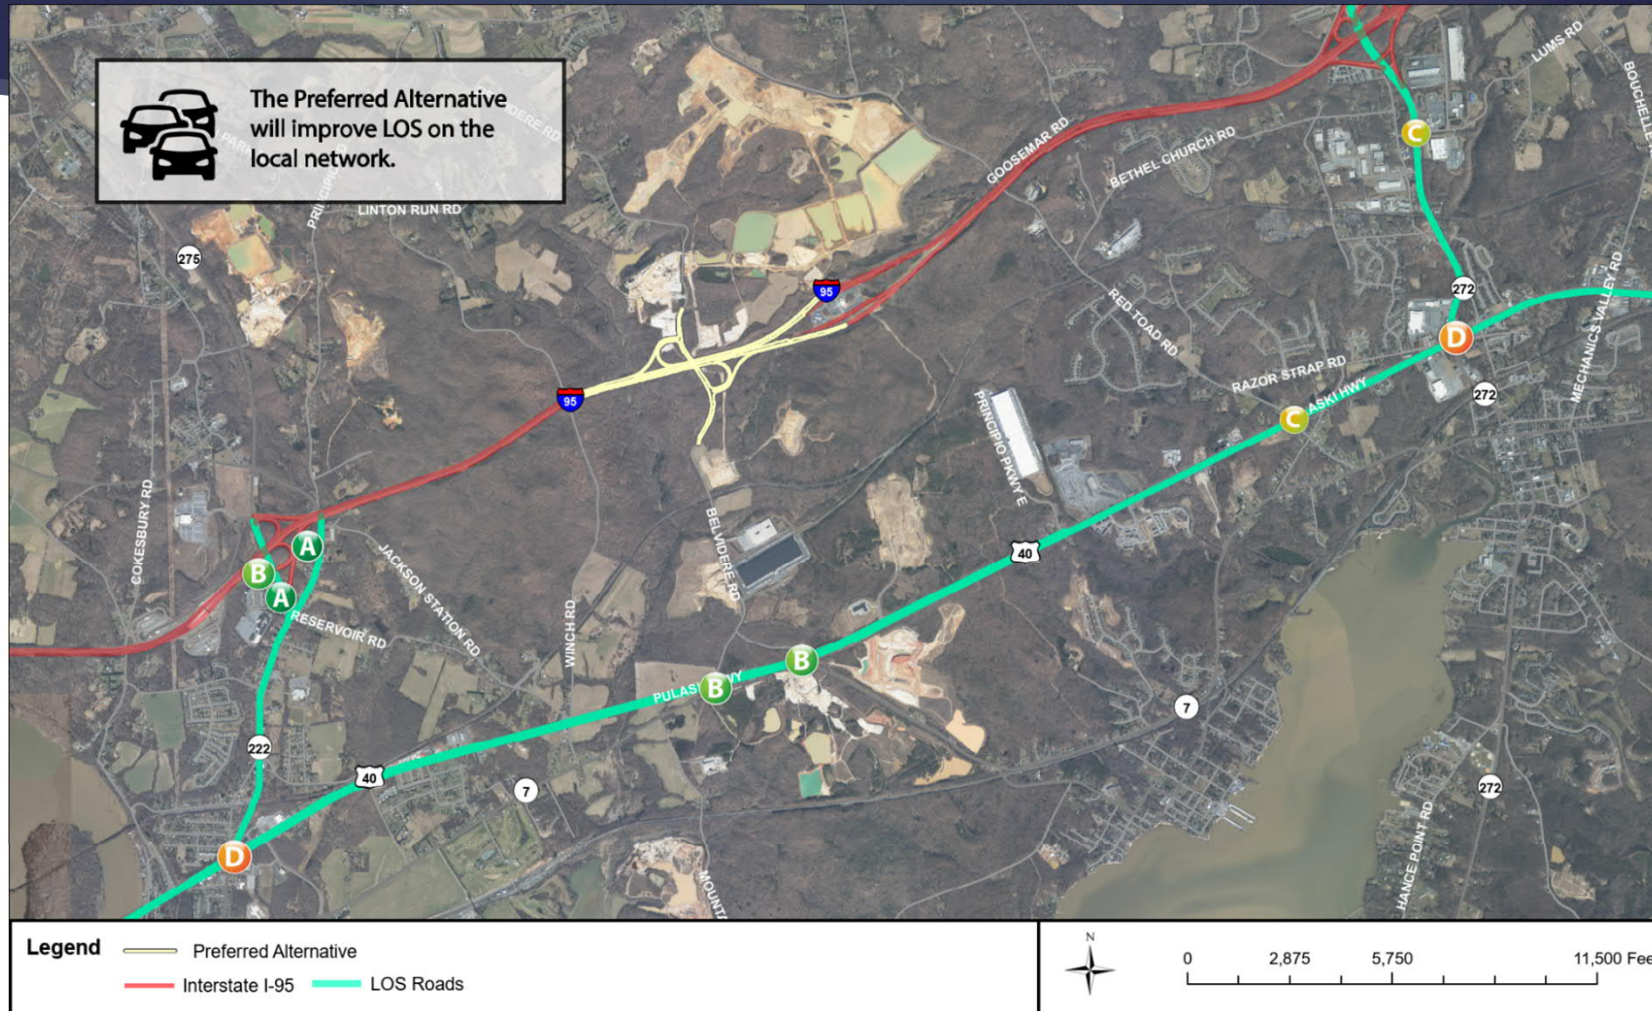 The Preferred Alternative
will improve LOS on the
local network.
LINTON RUN RD
275
GOOSEMAR RD
BETHEL CHURCH RD
LUMS RD
C
95
RED TOAD RD
272
MECHANICS VALLEY RD
D
RAZOR STRAP RD
ASKI HWY
272
95
C
PRINCIPIO PKWY E
COKESBURY RD
A
B
A
JACKSON STATION RD
RESERVOIR RD
BELVIDERE RD
40
WINCH RD
B
PULASKI HWY
B
7
222
40
7
272
D
HANCE POINT RD
Legend
Preferred Alternative
Interstate I-95
LOS Roads
N
0 2,875 5,750 11,500 Fee